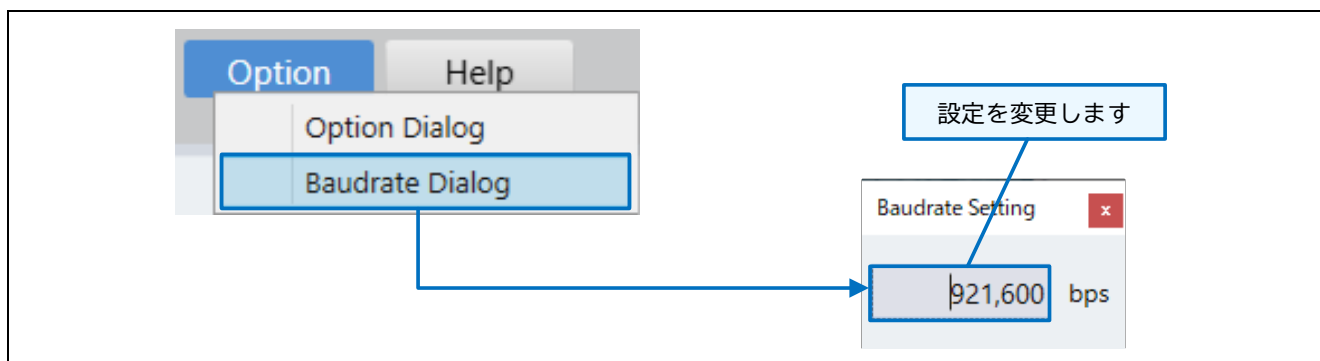 Option Help
Option Dialog
Baudrate Dialog
設定を変更します
Baudrate Setting x
921,600 bps